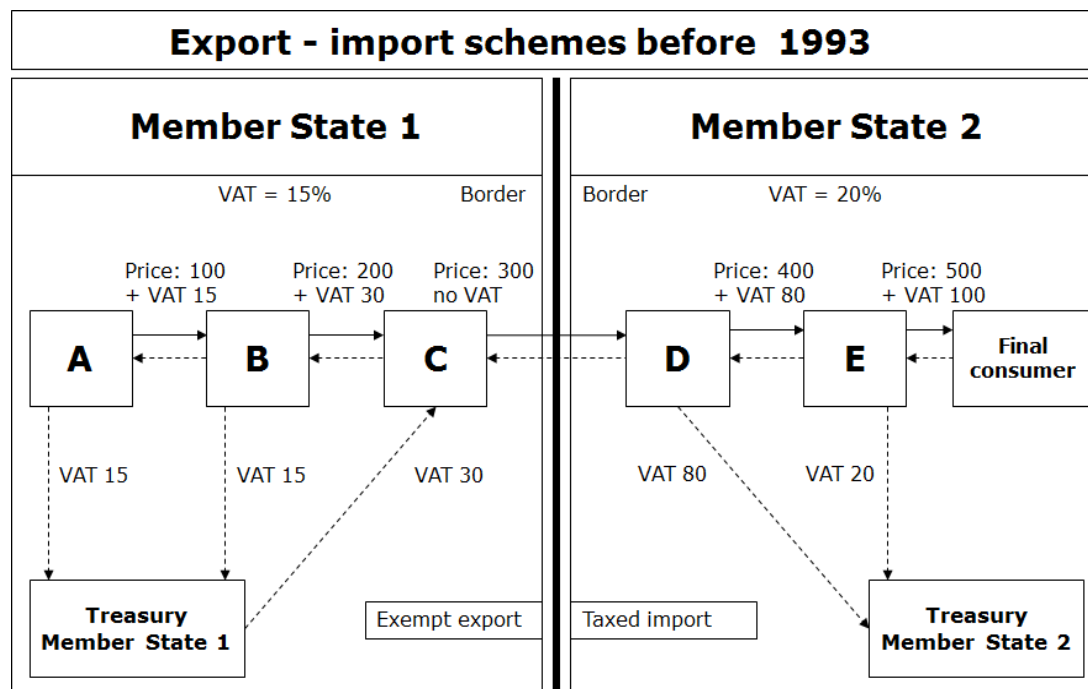 Export - import schemes before 1993
Member State 1
Member State 2
VAT = 15%
Border
Border
VAT = 20%
Price: 100
+ VAT 15
Price: 200
+ VAT 30
Price: 300
no VAT
Price: 400
+ VAT 80
Price: 500
+ VAT 100
A
B
C
D
E
Final
consumer
VAT 15
VAT 15
VAT 30
VAT 80
VAT 20
Treasury
Member State 1
Exempt export
Taxed import
Treasury
Member State 2